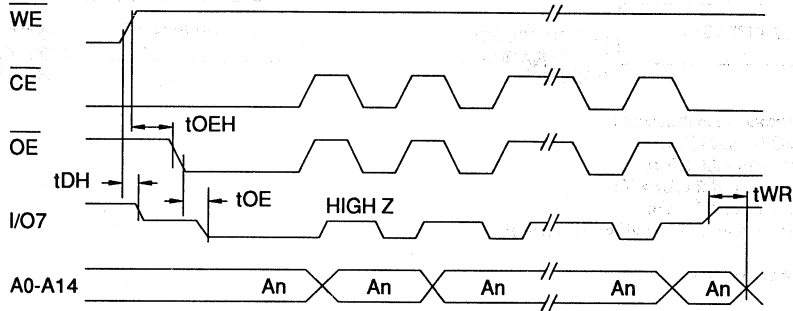 WE
CE
tOEH
OE
tDH
tOE
HIGH Z
tWR
I/O7
A0-A14 An An An An An